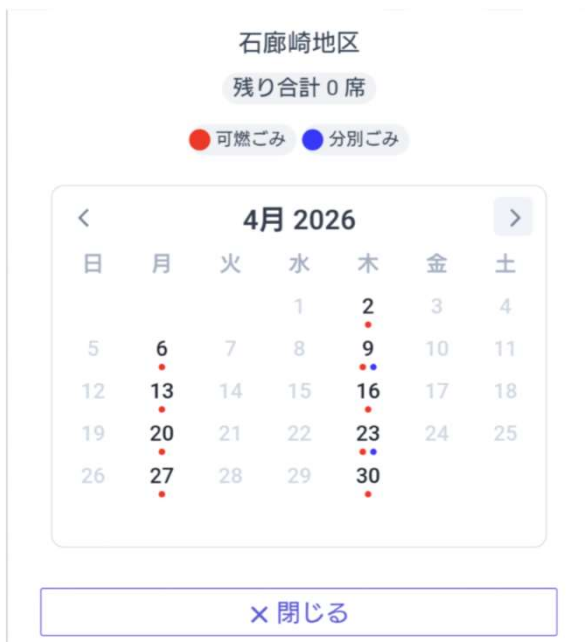 石廊崎地区
残り合計 0 席
可燃ごみ 分別ごみ
4月 2026
日 月 火 水 木 金 土
1 2 3 4
5 6 7 8 9 10 11
12 13 14 15 16 17 18
19 20 21 22 23 24 25
26 27 28 29 30
× 閉じる